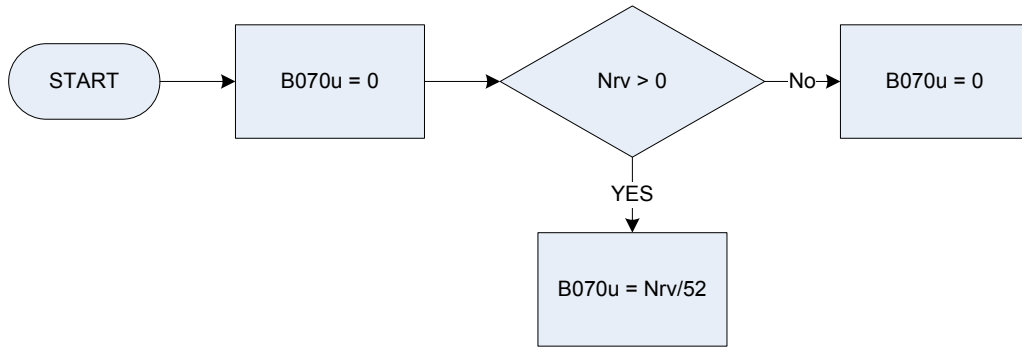 START
B070u = 0
Nrv > 0
No
B070u = 0
YES
B070u = Nrv/52